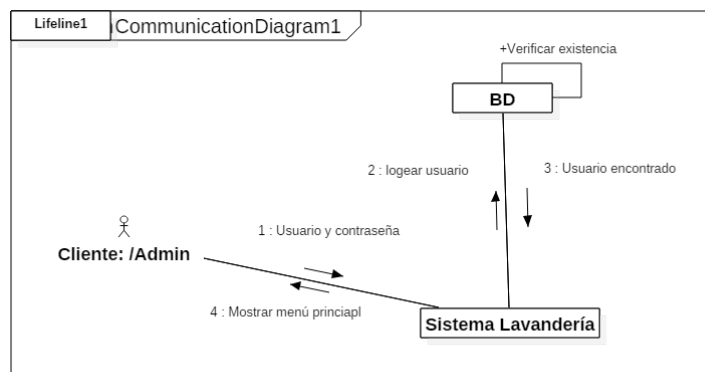 Lifeline1
CommunicationDiagram1
+Verificar existencia
BD
2 : logear usuario
3 : Usuario encontrado
1 : Usuario y contraseña
Cliente: /Admin
4 : Mostrar menú princiapl
Sistema Lavandería